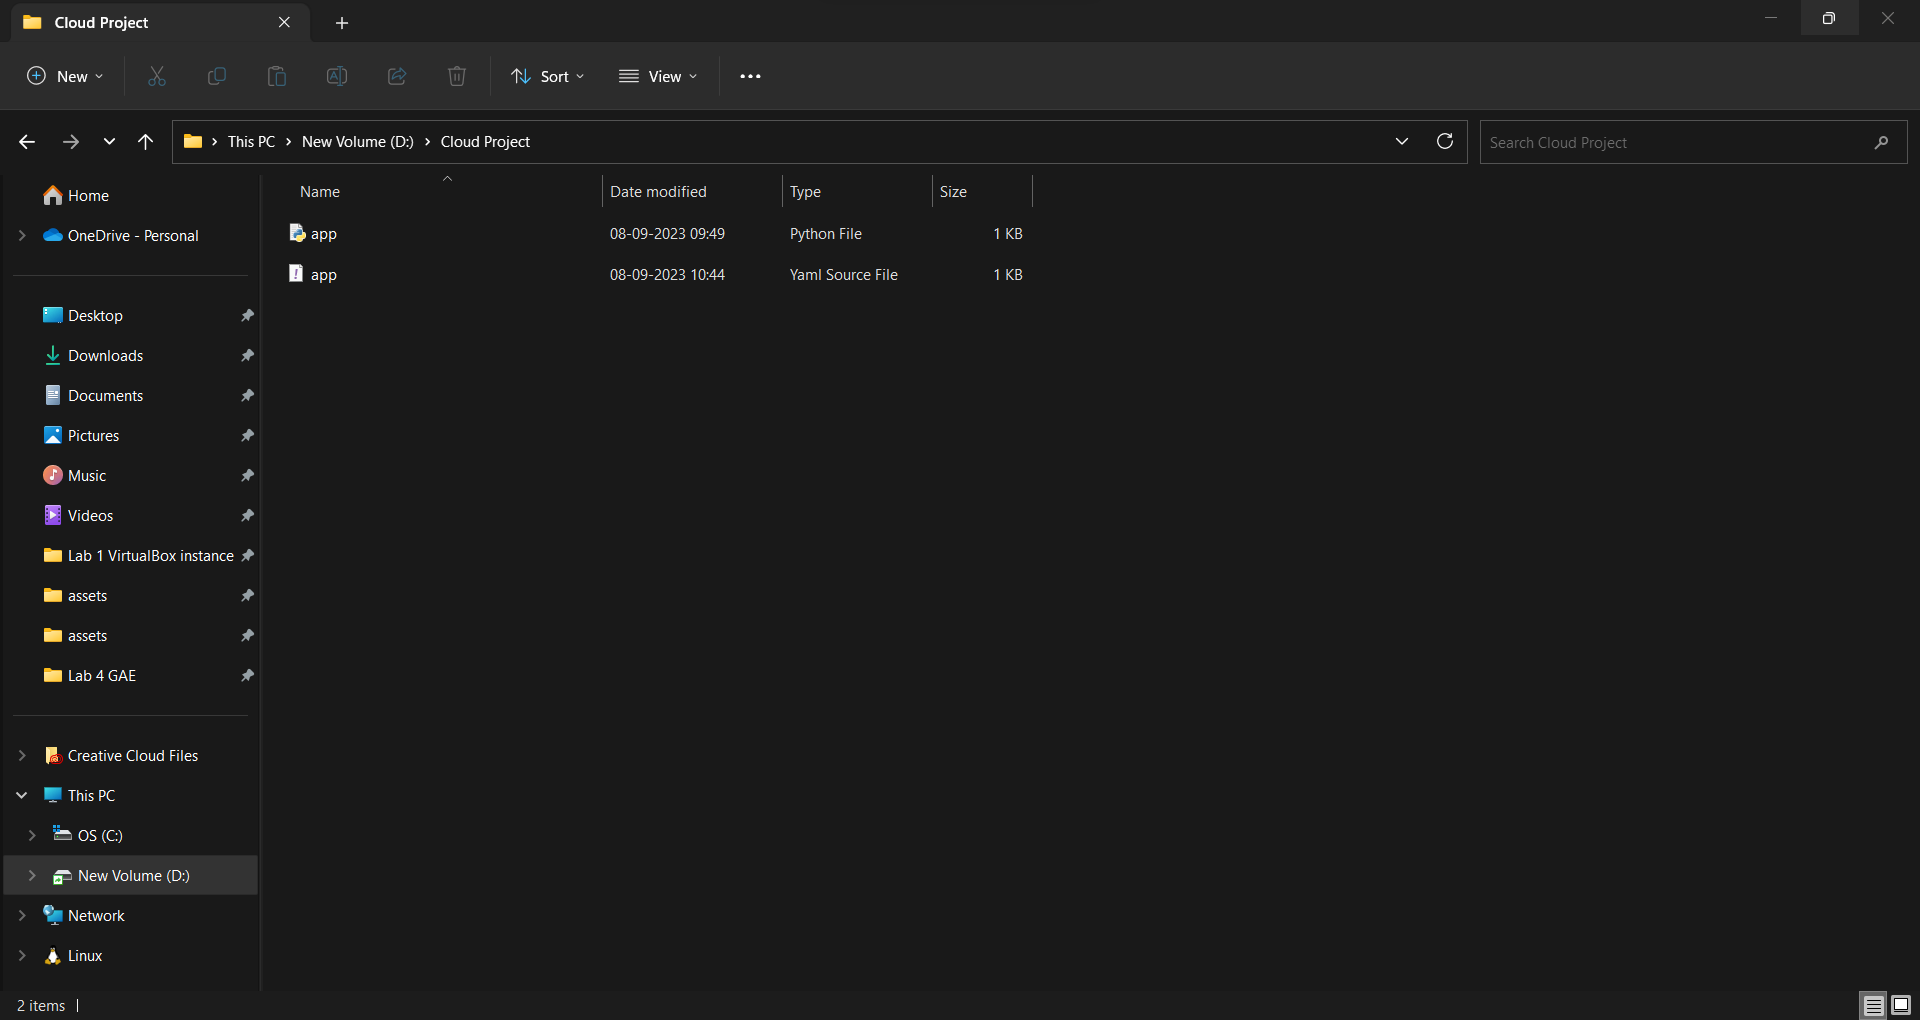 Cloud Project
New
Sort
View
This PC
New Volume (D:)
Cloud Project
Search Cloud Project
Home
OneDrive - Personal
Desktop
Downloads
Documents
Pictures
Music
Videos
Lab 1 VirtualBox instance
assets
assets
Lab 4 GAE
Creative Cloud Files
This PC
OS (C:)
New Volume (D:)
Network
Linux
Name Date modified Type Size
app 08-09-2023 09:49 Python File 1 KB
app 08-09-2023 10:44 Yaml Source File 1 KB
2 items